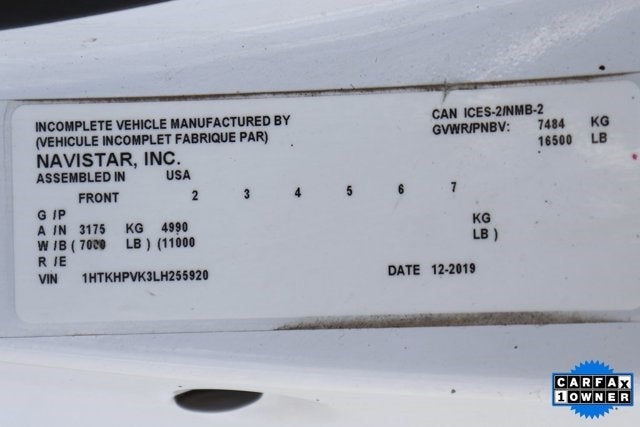 INCOMPLETE VEHICLE MANUFACTURED BY
(VEHICULE INCOMPLET FABRIQUE PAR)
NAVISTAR, INC.
ASSEMBLED IN USA
CAN ICES-2/NMB-2
GVWR/PNBV: 7484 KG
16500 LB
FRONT 2 3 4 5 6 7
G /P
A /N 3175 KG 4990 KG
W /B ( 7000 LB ) (11000 LB )
R /E
VIN 1HTKHPVK3LH255920 DATE 12-2019
CARFAX
1 OWNER